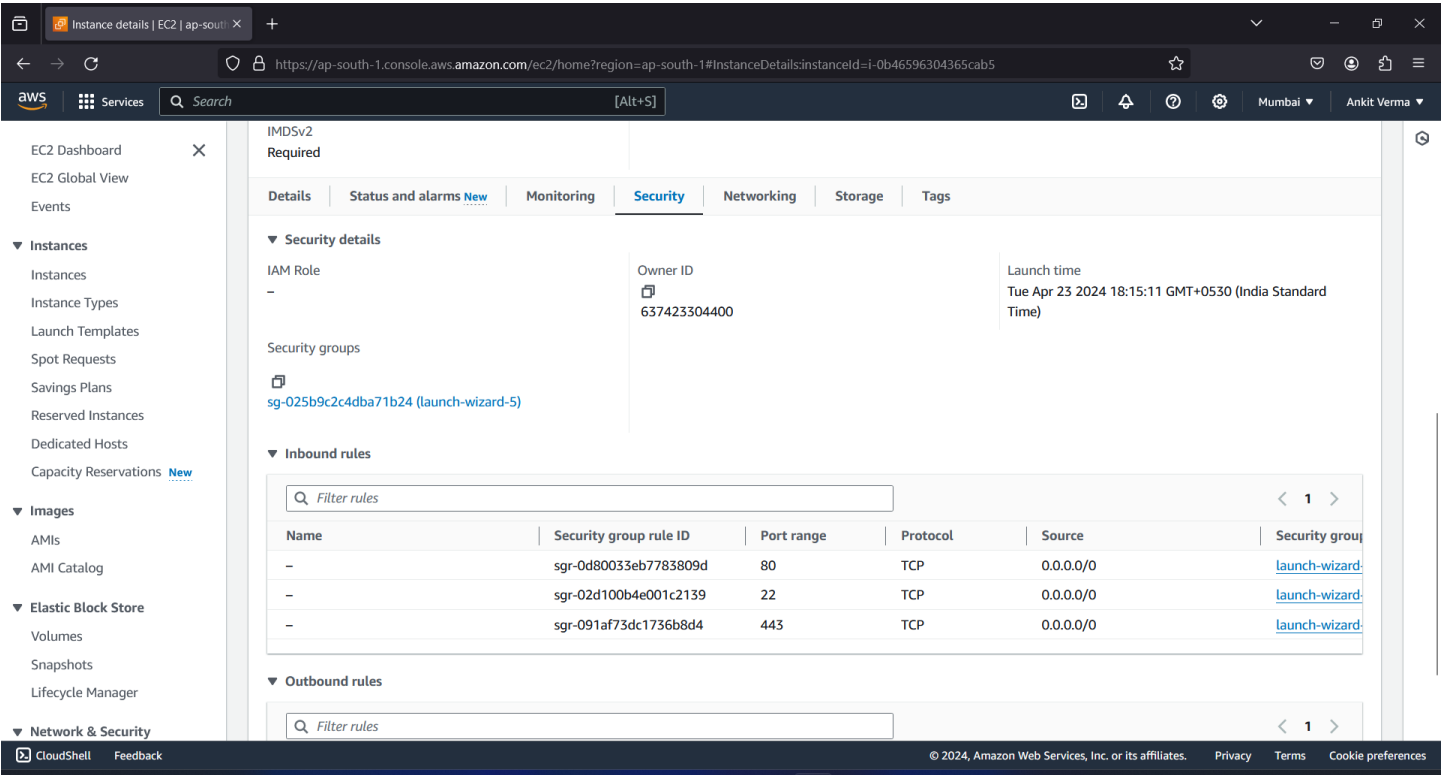 Instance details | EC2 | ap-south
https://ap-south-1.console.aws.amazon.com/ec2/home?region=ap-south-1#InstanceDetails:instanceId=i-0b46596304365cab5
aws Services Search [Alt+S] Mumbai Ankit Verma
EC2 Dashboard
EC2 Global View
Events
Instances
Instances
Instance Types
Launch Templates
Spot Requests
Savings Plans
Reserved Instances
Dedicated Hosts
Capacity Reservations New
Images
AMIs
AMI Catalog
Elastic Block Store
Volumes
Snapshots
Lifecycle Manager
Network & Security
IMDSv2
Required
Details Status and alarms New Monitoring Security Networking Storage Tags
Security details
IAM Role
–
Owner ID
637423304400
Launch time
Tue Apr 23 2024 18:15:11 GMT+0530 (India Standard
Time)
Security groups
sg-025b9c2c4dba71b24 (launch-wizard-5)
Inbound rules
Filter rules 1
Name Security group rule ID Port range Protocol Source Security group
– sgr-0d80033eb7783809d 80 TCP 0.0.0.0/0 launch-wizard-
– sgr-02d100b4e001c2139 22 TCP 0.0.0.0/0 launch-wizard-
– sgr-091af73dc1736b8d4 443 TCP 0.0.0.0/0 launch-wizard-
Outbound rules
Filter rules 1
CloudShell Feedback © 2024, Amazon Web Services, Inc. or its affiliates. Privacy Terms Cookie preferences